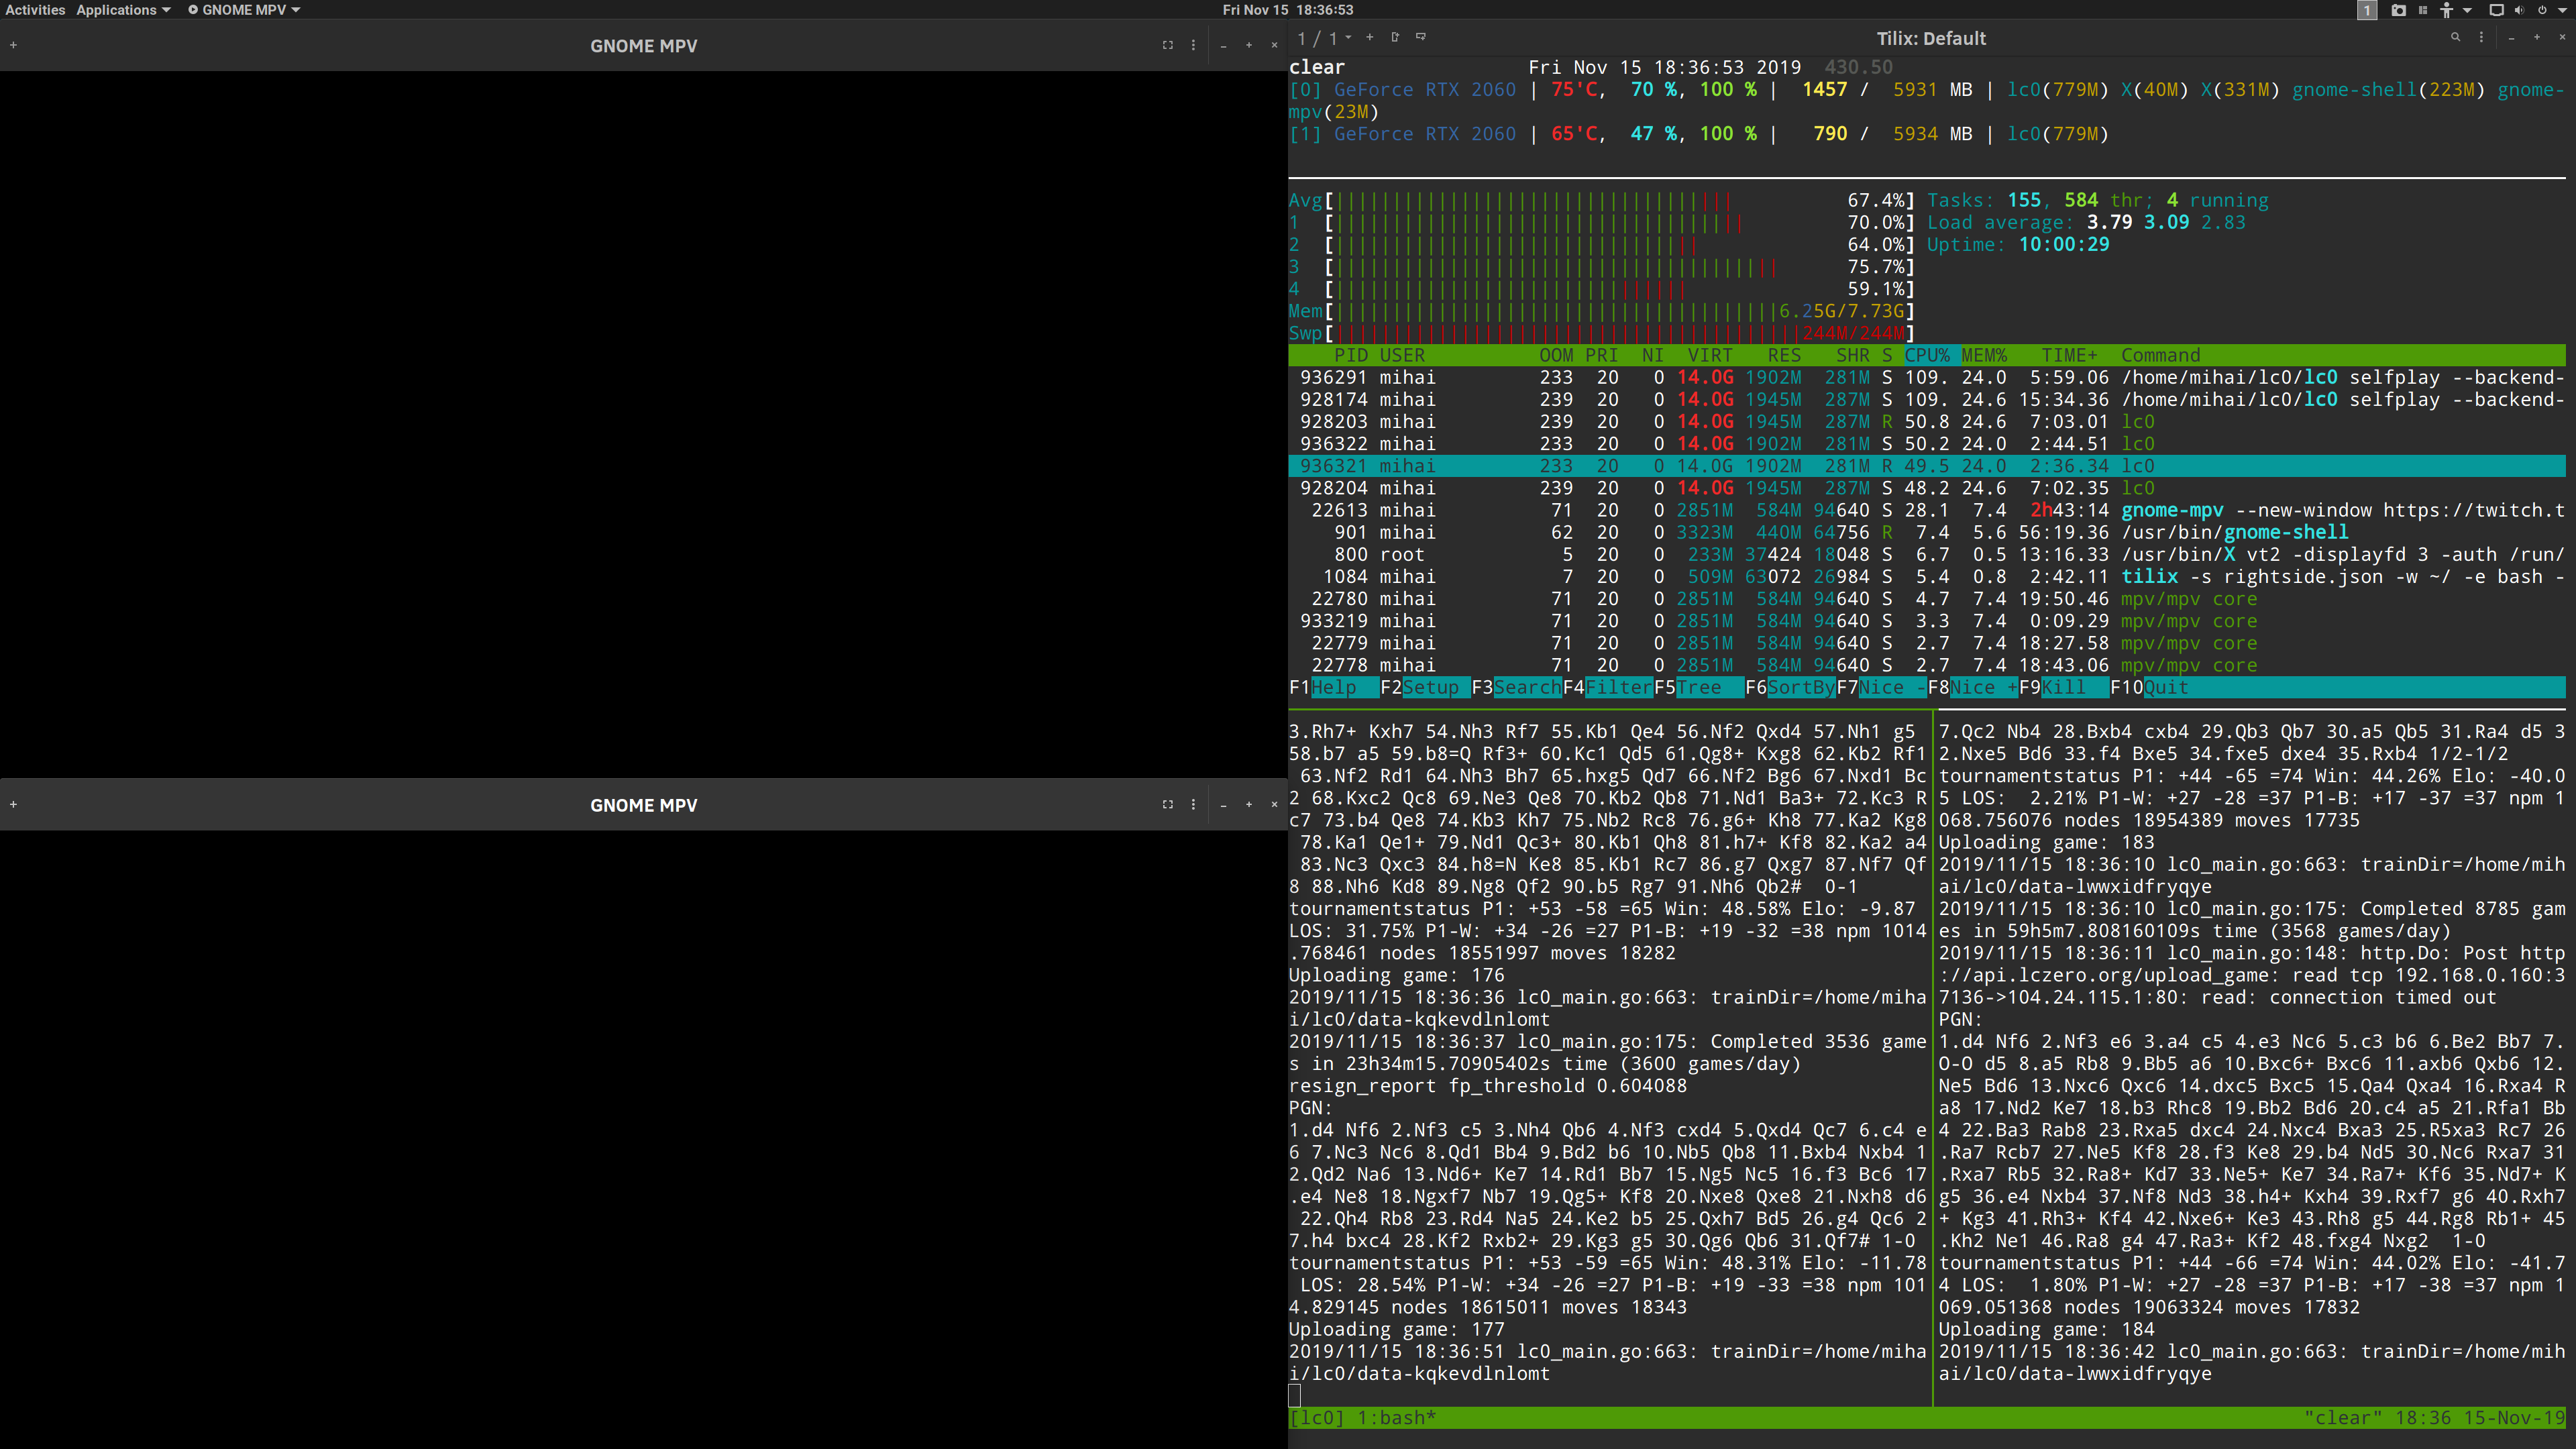 Activities Applications GNOME MPV Fri Nov 15 18:36:53 1
GNOME MPV
1 / 1 Tilix: Default
clear Fri Nov 15 18:36:53 2019 430.50
[0] GeForce RTX 2060 | 75'C, 70 %, 100 % | 1457 / 5931 MB | lc0(779M) X(40M) X(331M) gnome-shell(223M) gnome-
mpv(23M)
[1] GeForce RTX 2060 | 65'C, 47 %, 100 % | 790 / 5934 MB | lc0(779M)
Avg[ 67.4%] Tasks: 155, 584 thr; 4 running
1 [ 70.0%] Load average: 3.79 3.09 2.83
2 [ 64.0%] Uptime: 10:00:29
3 [ 75.7%]
4 [ 59.1%]
Mem[ 6.25G/7.73G]
Swp[ 244M/244M]
PID USER OOM PRI NI VIRT RES SHR S CPU% MEM% TIME+ Command
936291 mihai 233 20 0 14.0G 1902M 281M S 109. 24.0 5:59.06 /home/mihai/lc0/lc0 selfplay --backend-
928174 mihai 239 20 0 14.0G 1945M 287M S 109. 24.6 15:34.36 /home/mihai/lc0/lc0 selfplay --backend-
928203 mihai 239 20 0 14.0G 1945M 287M R 50.8 24.6 7:03.01 lc0
936322 mihai 233 20 0 14.0G 1902M 281M S 50.2 24.0 2:44.51 lc0
936321 mihai 233 20 0 14.0G 1902M 281M R 49.5 24.0 2:36.34 lc0
928204 mihai 239 20 0 14.0G 1945M 287M S 48.2 24.6 7:02.35 lc0
22613 mihai 71 20 0 2851M 584M 94640 S 28.1 7.4 2h43:14 gnome-mpv --new-window https://twitch.t
901 mihai 62 20 0 3323M 440M 64756 R 7.4 5.6 56:19.36 /usr/bin/gnome-shell
800 root 5 20 0 233M 37424 18048 S 6.7 0.5 13:16.33 /usr/bin/X vt2 -displayfd 3 -auth /run/
1084 mihai 7 20 0 509M 63072 26984 S 5.4 0.8 2:42.11 tilix -s rightside.json -w ~/ -e bash -
22780 mihai 71 20 0 2851M 584M 94640 S 4.7 7.4 19:50.46 mpv/mpv core
933219 mihai 71 20 0 2851M 584M 94640 S 3.3 7.4 0:09.29 mpv/mpv core
22779 mihai 71 20 0 2851M 584M 94640 S 2.7 7.4 18:27.58 mpv/mpv core
22778 mihai 71 20 0 2851M 584M 94640 S 2.7 7.4 18:43.06 mpv/mpv core
F1Help F2Setup F3SearchF4FilterF5Tree F6SortByF7Nice -F8Nice +F9Kill F10Quit
GNOME MPV
3.Rh7+ Kxh7 54.Nh3 Rf7 55.Kb1 Qe4 56.Nf2 Qxd4 57.Nh1 g5
58.b7 a5 59.b8=Q Rf3+ 60.Kc1 Qd5 61.Qg8+ Kxg8 62.Kb2 Rf1
63.Nf2 Rd1 64.Nh3 Bh7 65.hxg5 Qd7 66.Nf2 Bg6 67.Nxd1 Bc
2 68.Kxc2 Qc8 69.Ne3 Qe8 70.Kb2 Qb8 71.Nd1 Ba3+ 72.Kc3 R
c7 73.b4 Qe8 74.Kb3 Kh7 75.Nb2 Rc8 76.g6+ Kh8 77.Ka2 Kg8
78.Ka1 Qe1+ 79.Nd1 Qc3+ 80.Kb1 Qh8 81.h7+ Kf8 82.Ka2 a4
83.Nc3 Qxc3 84.h8=N Ke8 85.Kb1 Rc7 86.g7 Qxg7 87.Nf7 Qf
8 88.Nh6 Kd8 89.Ng8 Qf2 90.b5 Rg7 91.Nh6 Qb2# 0-1
tournamentstatus P1: +53 -58 =65 Win: 48.58% Elo: -9.87
LOS: 31.75% P1-W: +34 -26 =27 P1-B: +19 -32 =38 npm 1014
.768461 nodes 18551997 moves 18282
Uploading game: 176
2019/11/15 18:36:36 lc0_main.go:663: trainDir=/home/miha
i/lc0/data-kqkevdlnlomt
2019/11/15 18:36:37 lc0_main.go:175: Completed 3536 game
s in 23h34m15.70905402s time (3600 games/day)
resign_report fp_threshold 0.604088
PGN:
1.d4 Nf6 2.Nf3 c5 3.Nh4 Qb6 4.Nf3 cxd4 5.Qxd4 Qc7 6.c4 e
6 7.Nc3 Nc6 8.Qd1 Bb4 9.Bd2 b6 10.Nb5 Qb8 11.Bxb4 Nxb4 1
2.Qd2 Na6 13.Nd6+ Ke7 14.Rd1 Bb7 15.Ng5 Nc5 16.f3 Bc6 17
.e4 Ne8 18.Ngxf7 Nb7 19.Qg5+ Kf8 20.Nxe8 Qxe8 21.Nxh8 d6
22.Qh4 Rb8 23.Rd4 Na5 24.Ke2 b5 25.Qxh7 Bd5 26.g4 Qc6 2
7.h4 bxc4 28.Kf2 Rxb2+ 29.Kg3 g5 30.Qg6 Qb6 31.Qf7# 1-0
tournamentstatus P1: +53 -59 =65 Win: 48.31% Elo: -11.78
LOS: 28.54% P1-W: +34 -26 =27 P1-B: +19 -33 =38 npm 101
4.829145 nodes 18615011 moves 18343
Uploading game: 177
2019/11/15 18:36:51 lc0_main.go:663: trainDir=/home/miha
i/lc0/data-kqkevdlnlomt
7.Qc2 Nb4 28.Bxb4 cxb4 29.Qb3 Qb7 30.a5 Qb5 31.Ra4 d5 3
2.Nxe5 Bd6 33.f4 Bxe5 34.fxe5 dxe4 35.Rxb4 1/2-1/2
tournamentstatus P1: +44 -65 =74 Win: 44.26% Elo: -40.0
5 LOS: 2.21% P1-W: +27 -28 =37 P1-B: +17 -37 =37 npm 1
068.756076 nodes 18954389 moves 17735
Uploading game: 183
2019/11/15 18:36:10 lc0_main.go:663: trainDir=/home/mih
ai/lc0/data-lwwxidfryqye
2019/11/15 18:36:10 lc0_main.go:175: Completed 8785 gam
es in 59h5m7.808160109s time (3568 games/day)
2019/11/15 18:36:11 lc0_main.go:148: http.Do: Post http
://api.lczero.org/upload_game: read tcp 192.168.0.160:3
7136->104.24.115.1:80: read: connection timed out
PGN:
1.d4 Nf6 2.Nf3 e6 3.a4 c5 4.e3 Nc6 5.c3 b6 6.Be2 Bb7 7.
O-O d5 8.a5 Rb8 9.Bb5 a6 10.Bxc6+ Bxc6 11.axb6 Qxb6 12.
Ne5 Bd6 13.Nxc6 Qxc6 14.dxc5 Bxc5 15.Qa4 Qxa4 16.Rxa4 R
a8 17.Nd2 Ke7 18.b3 Rhc8 19.Bb2 Bd6 20.c4 a5 21.Rfa1 Bb
4 22.Ba3 Rab8 23.Rxa5 dxc4 24.Nxc4 Bxa3 25.R5xa3 Rc7 26
.Ra7 Rcb7 27.Ne5 Kf8 28.f3 Ke8 29.b4 Nd5 30.Nc6 Rxa7 31
.Rxa7 Rb5 32.Ra8+ Kd7 33.Ne5+ Ke7 34.Ra7+ Kf6 35.Nd7+ K
g5 36.e4 Nxb4 37.Nf8 Nd3 38.h4+ Kxh4 39.Rxf7 g6 40.Rxh7
+ Kg3 41.Rh3+ Kf4 42.Nxe6+ Ke3 43.Rh8 g5 44.Rg8 Rb1+ 45
.Kh2 Ne1 46.Ra8 g4 47.Ra3+ Kf2 48.fxg4 Nxg2 1-0
tournamentstatus P1: +44 -66 =74 Win: 44.02% Elo: -41.7
4 LOS: 1.80% P1-W: +27 -28 =37 P1-B: +17 -38 =37 npm 1
069.051368 nodes 19063324 moves 17832
Uploading game: 184
2019/11/15 18:36:42 lc0_main.go:663: trainDir=/home/mih
ai/lc0/data-lwwxidfryqye
[lc0] 1:bash* "clear" 18:36 15-Nov-19